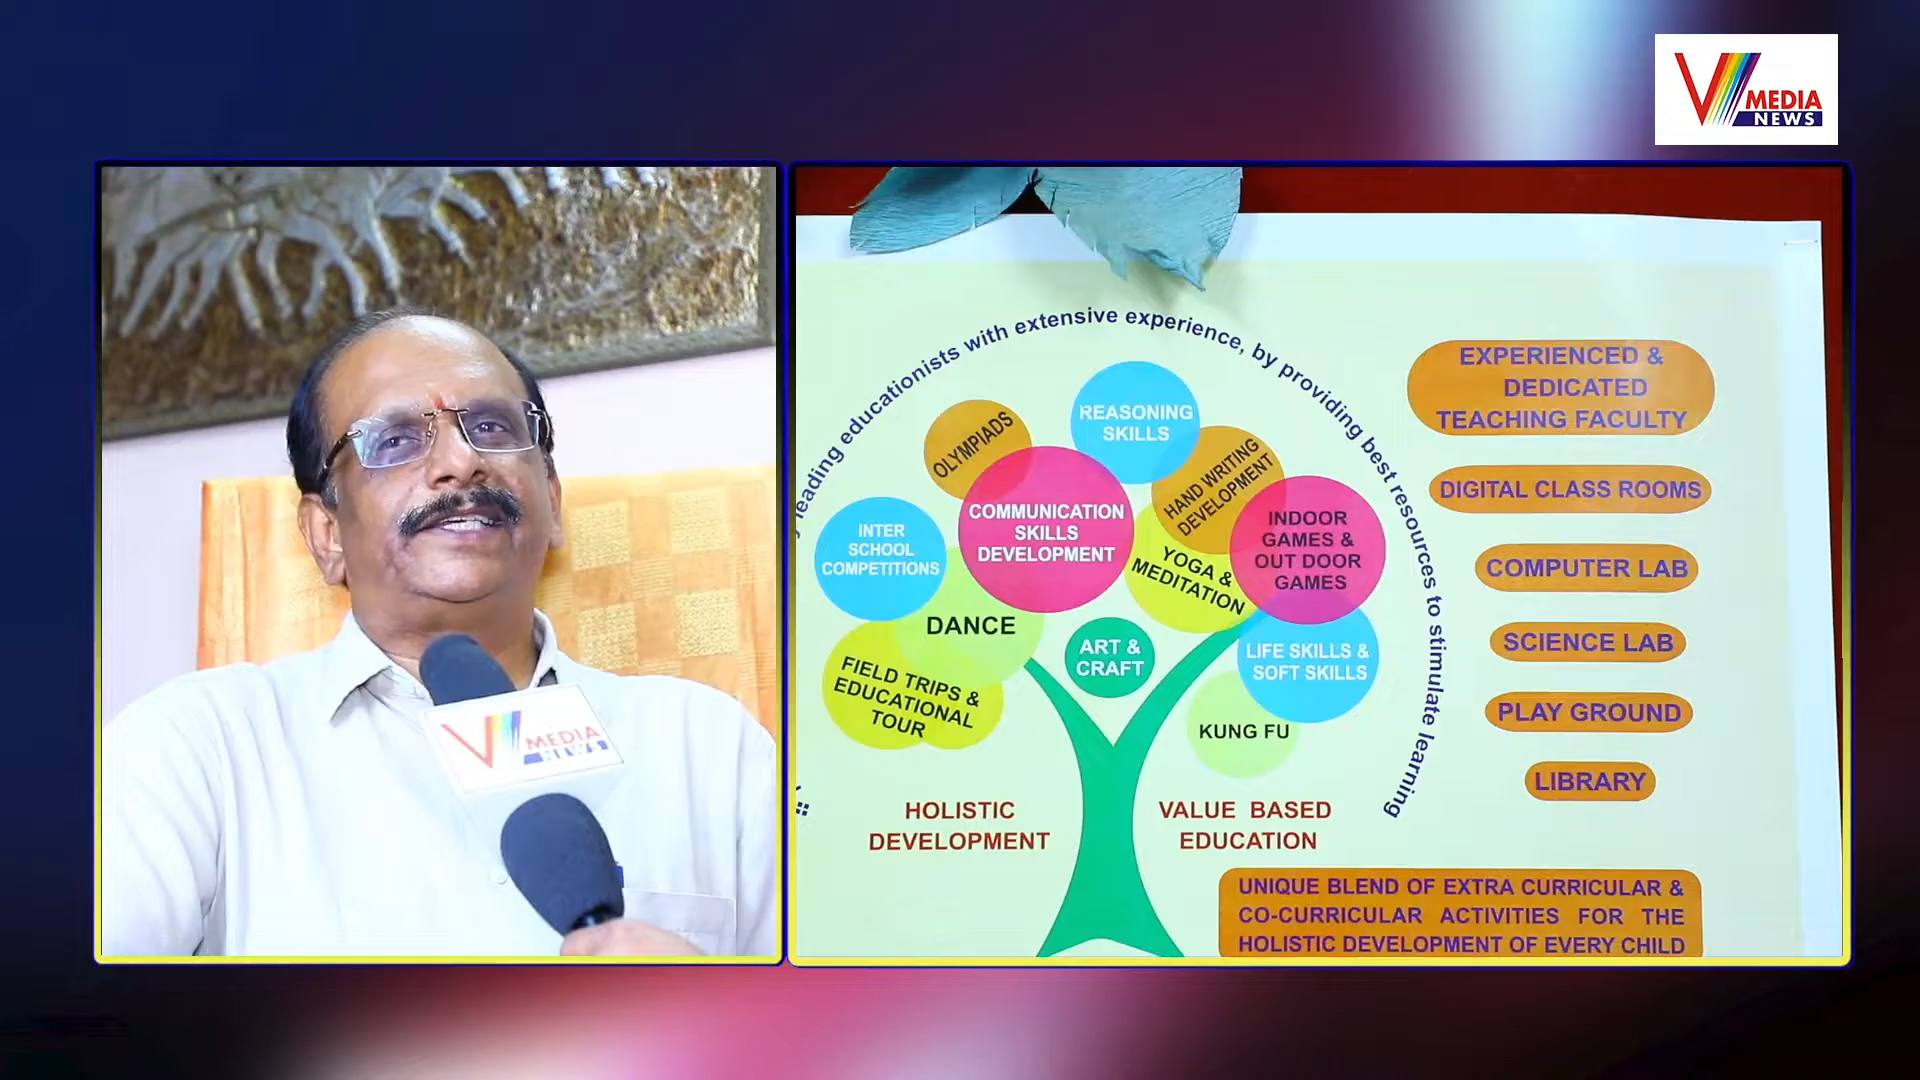 V MEDIA
NEWS
V MEDIA
NEWS
leading educationists with extensive experience, by providing best resources to stimulate learning
OLYMPIADS
REASONING
SKILLS
HAND WRITING
DEVELOPMENT
COMMUNICATION
SKILLS
DEVELOPMENT
INTER
SCHOOL
COMPETITIONS
INDOOR
GAMES &
OUT DOOR
GAMES
YOGA &
MEDITATION
DANCE
ART &
CRAFT
LIFE SKILLS &
SOFT SKILLS
FIELD TRIPS &
EDUCATIONAL
TOUR
KUNG FU
HOLISTIC
DEVELOPMENT
VALUE BASED
EDUCATION
EXPERIENCED &
DEDICATED
TEACHING FACULTY
DIGITAL CLASS ROOMS
COMPUTER LAB
SCIENCE LAB
PLAY GROUND
LIBRARY
UNIQUE BLEND OF EXTRA CURRICULAR &
CO-CURRICULAR ACTIVITIES FOR THE
HOLISTIC DEVELOPMENT OF EVERY CHILD